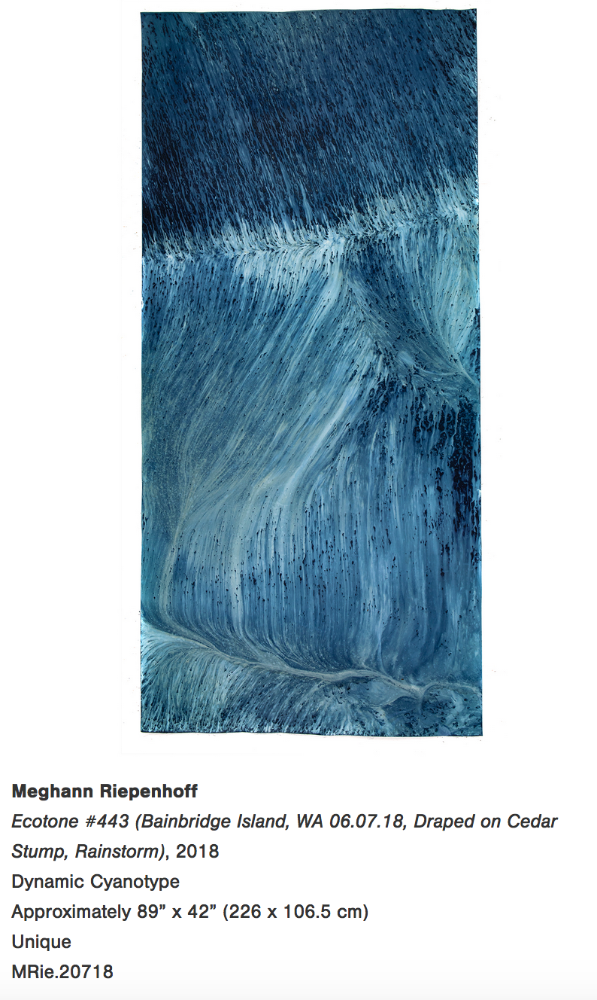 Meghann Riepenhoff
Ecotone #443 (Bainbridge Island, WA 06.07.18, Draped on Cedar
Stump, Rainstorm), 2018
Dynamic Cyanotype
Approximately 89” x 42” (226 x 106.5 cm)
Unique
MRie.20718